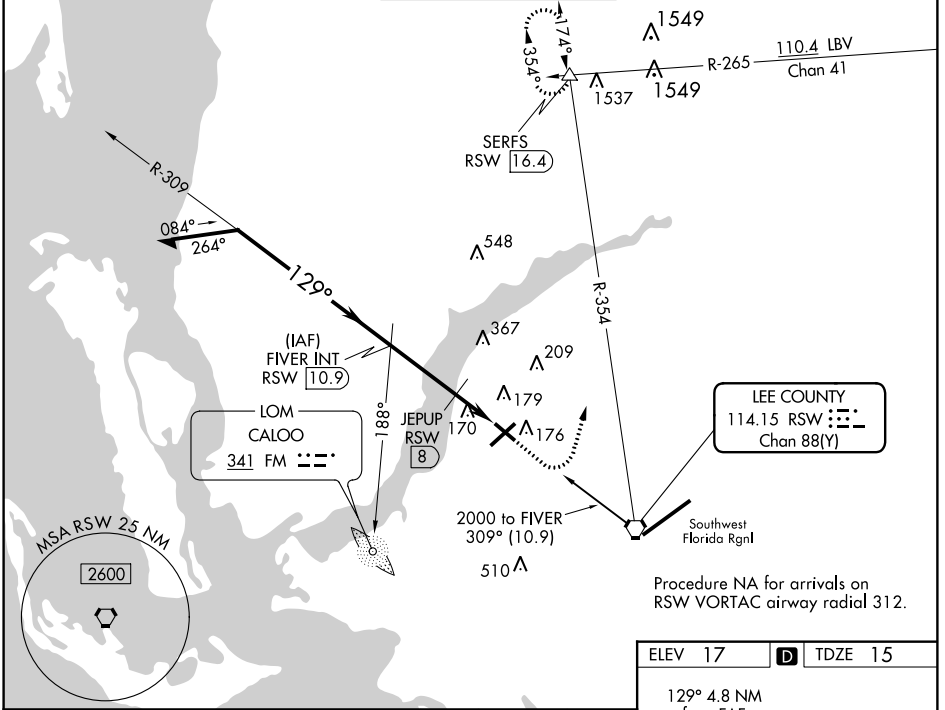 174°
354°
1549
1549
1537
R-265
110.4 LBV
Chan 41
SERFS
RSW 16.4
R-309
084°
264°
129°
548
R-354
(IAF)
FIVER INT
RSW 10.9
367
209
179
170
176
188°
JEPUP
RSW
8
LOM
CALOO
341 FM
LEE COUNTY
114.15 RSW
Chan 88(Y)
2000 to FIVER
309° (10.9)
510
Southwest
Florida Rgnl
MSA RSW 25 NM
2600
Procedure NA for arrivals on
RSW VORTAC airway radial 312.
ELEV 17 D TDZE 15
129° 4.8 NM